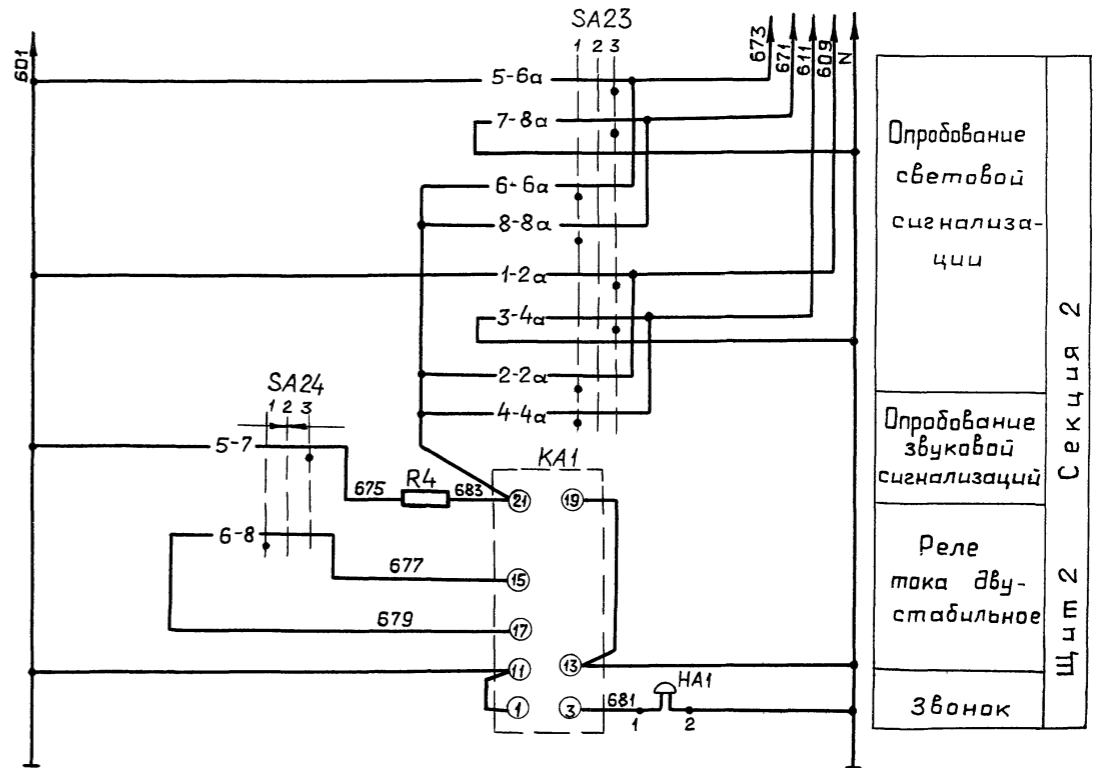 SA23
1 2 3
601
673
671
611
609
N
5-6а
7-8а
6-6а
8-8а
1-2а
3-4а
2-2а
4-4а
SA24
1 2 3
5-7
675
R4
683
KA1
21
19
6-8
677
15
679
17
11
13
1
3
681
HA1
1
2
Опробование
световой
сигнализа-
ции
Опробование
звуковой
сигнализаций
Реле
тока дву-
стабильное
Звонок
Щит 2 Секция 2